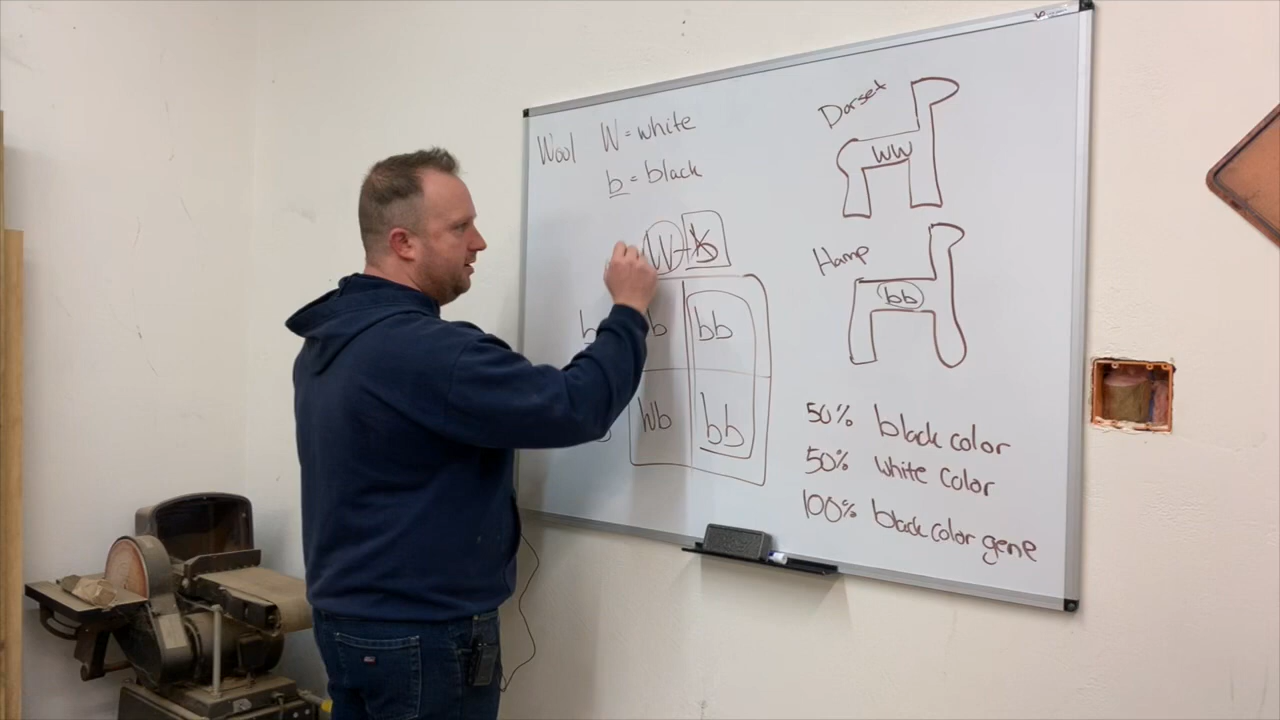 Wool W = white
b = black
W b
b b bb
Wb bb
Dorset
WW
Hamp
bb
50% black color
50% white color
100% black color gene